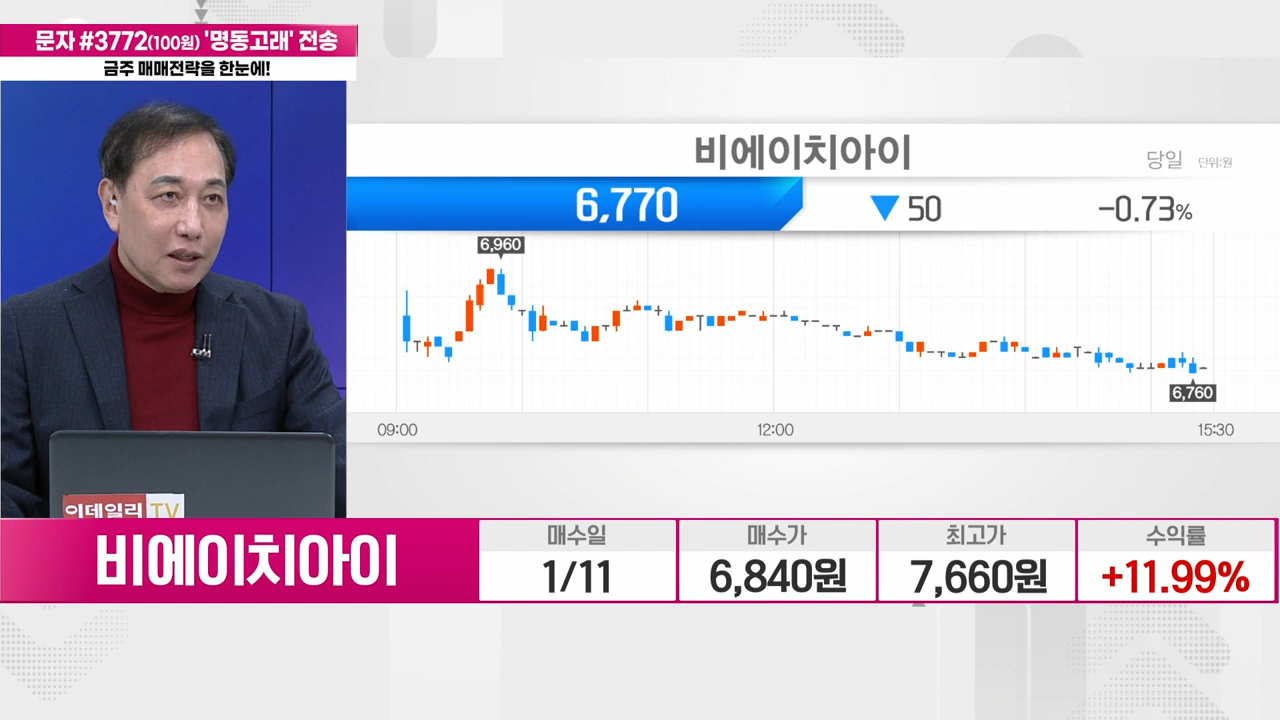 문자 #3772(100원) '명동고래' 전송
금주 매매전략을 한눈에!
비에이치아이
당일 단위:원
6,770 ▼ 50 -0.73%
6,960
6,760
09:00 12:00 15:30
이데일리 TV
비에이치아이
매수일 매수가 최고가 수익률
1/11 6,840원 7,660원 +11.99%